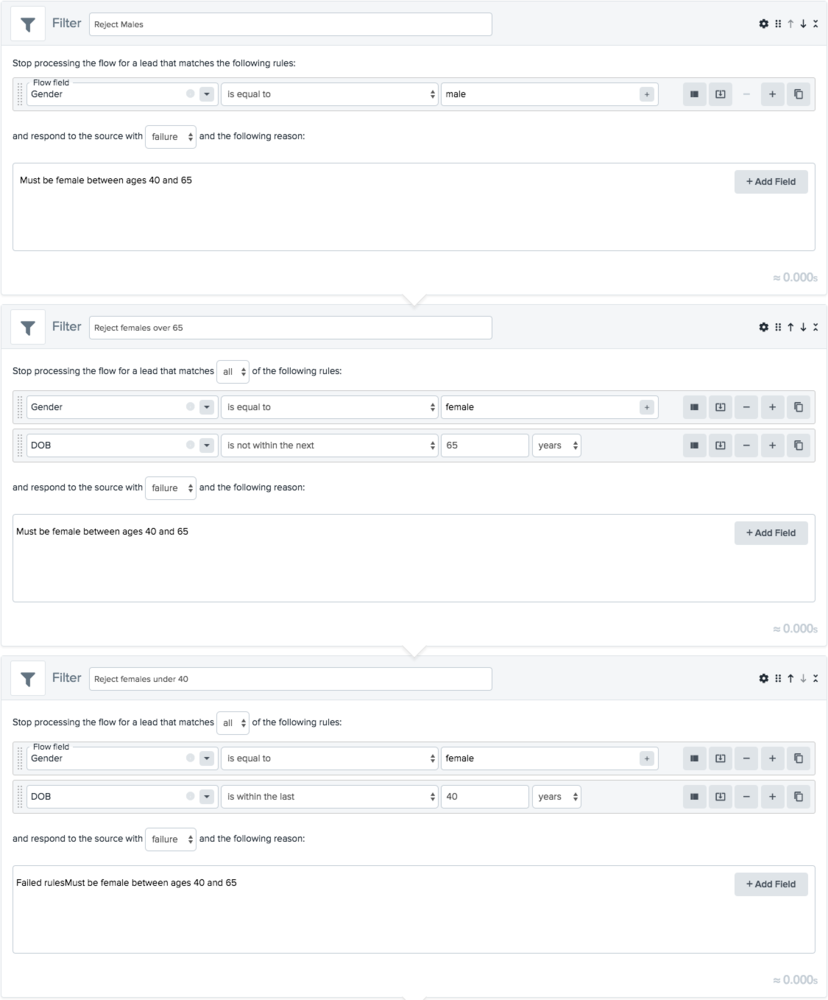 Filter Reject Males
Stop processing the flow for a lead that matches the following rules:
Flow field
Gender is equal to male
and respond to the source with failure and the following reason:
Must be female between ages 40 and 65
+ Add Field
≈ 0.000s
Filter Reject females over 65
Stop processing the flow for a lead that matches all of the following rules:
Gender is equal to female
DOB is not within the next 65 years
and respond to the source with failure and the following reason:
Must be female between ages 40 and 65
+ Add Field
≈ 0.000s
Filter Reject females under 40
Stop processing the flow for a lead that matches all of the following rules:
Flow field
Gender is equal to female
DOB is within the last 40 years
and respond to the source with failure and the following reason:
Failed rulesMust be female between ages 40 and 65
+ Add Field
≈ 0.000s